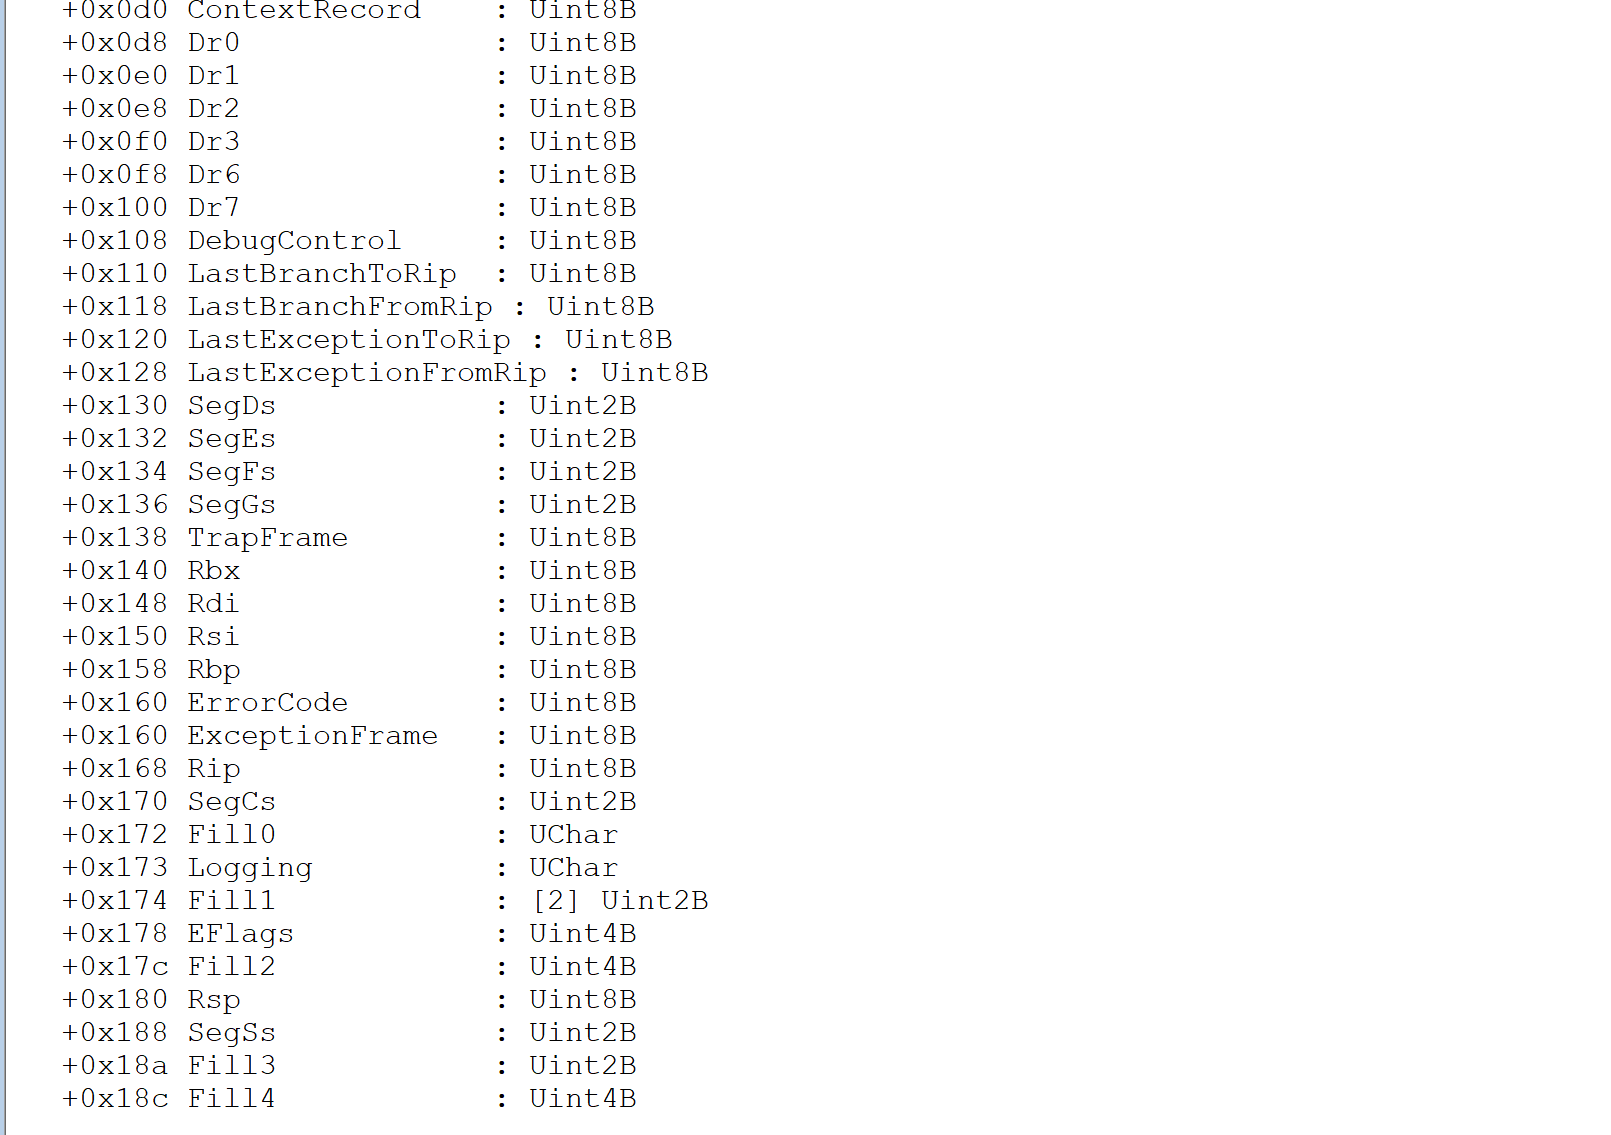 +0x0d0 ContextRecord    : Uint8B
+0x0d8 Dr0              : Uint8B
+0x0e0 Dr1              : Uint8B
+0x0e8 Dr2              : Uint8B
+0x0f0 Dr3              : Uint8B
+0x0f8 Dr6              : Uint8B
+0x100 Dr7              : Uint8B
+0x108 DebugControl     : Uint8B
+0x110 LastBranchToRip  : Uint8B
+0x118 LastBranchFromRip : Uint8B
+0x120 LastExceptionToRip : Uint8B
+0x128 LastExceptionFromRip : Uint8B
+0x130 SegDs            : Uint2B
+0x132 SegEs            : Uint2B
+0x134 SegFs            : Uint2B
+0x136 SegGs            : Uint2B
+0x138 TrapFrame        : Uint8B
+0x140 Rbx              : Uint8B
+0x148 Rdi              : Uint8B
+0x150 Rsi              : Uint8B
+0x158 Rbp              : Uint8B
+0x160 ErrorCode        : Uint8B
+0x160 ExceptionFrame   : Uint8B
+0x168 Rip              : Uint8B
+0x170 SegCs            : Uint2B
+0x172 Fill0            : UChar
+0x173 Logging          : UChar
+0x174 Fill1            : [2] Uint2B
+0x178 EFlags           : Uint4B
+0x17c Fill2            : Uint4B
+0x180 Rsp              : Uint8B
+0x188 SegSs            : Uint2B
+0x18a Fill3            : Uint2B
+0x18c Fill4            : Uint4B